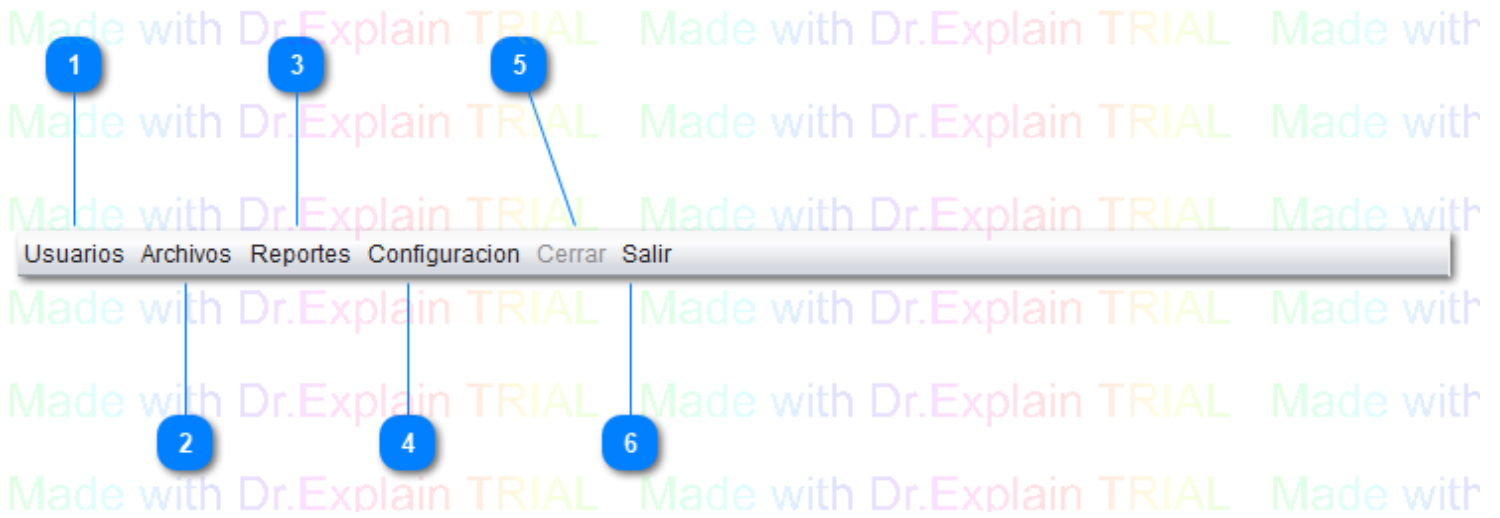 Made with Dr.Explain TRIAL Made with Dr.Explain TRIAL Made with
1 3 5
Made with Dr.Explain TRIAL Made with Dr.Explain TRIAL Made with
Made with Dr.Explain TRIAL Made with Dr.Explain TRIAL Made with
Usuarios Archivos Reportes Configuracion Cerrar Salir
Made with Dr.Explain TRIAL Made with Dr.Explain TRIAL Made with
Made with Dr.Explain TRIAL Made with Dr.Explain TRIAL Made with
2 4 6
Made with Dr.Explain TRIAL Made with Dr.Explain TRIAL Made with